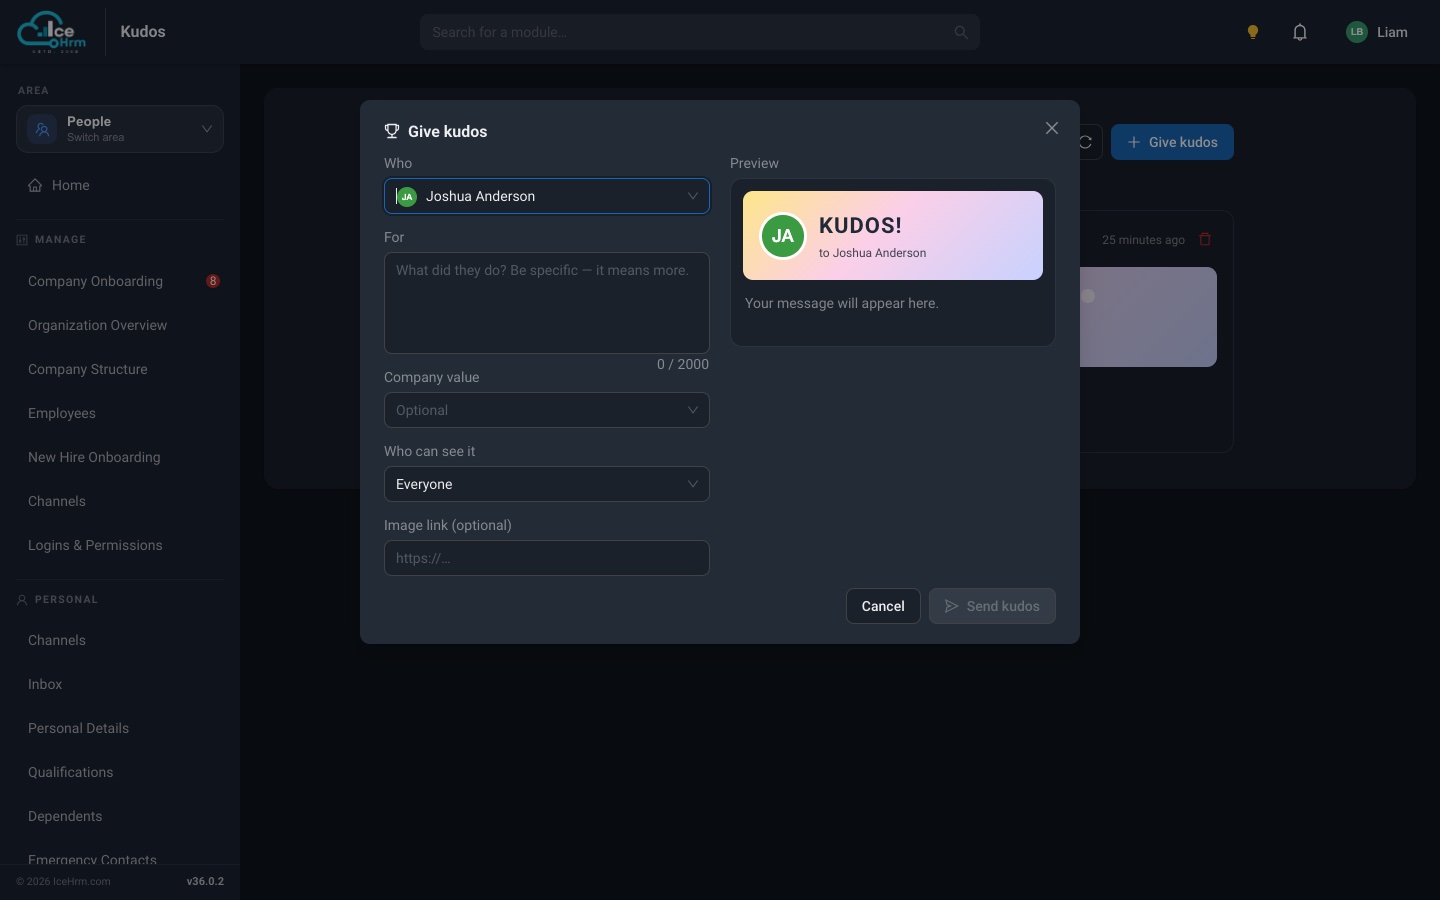 Ice
Hrm
Kudos
Search for a module...
LB
Liam
AREA
People
Switch area
Home
MANAGE
Company Onboarding
8
Organization Overview
Company Structure
Employees
New Hire Onboarding
Channels
Logins & Permissions
PERSONAL
Channels
Inbox
Personal Details
Qualifications
Dependents
Emergency Contacts
© 2026 IceHrm.com
v36.0.2
Give kudos
25 minutes ago
Give kudos
Who
JA
Joshua Anderson
For
What did they do? Be specific — it means more.
0 / 2000
Company value
Optional
Who can see it
Everyone
Image link (optional)
https://...
Preview
JA
KUDOS!
to Joshua Anderson
Your message will appear here.
Cancel
Send kudos